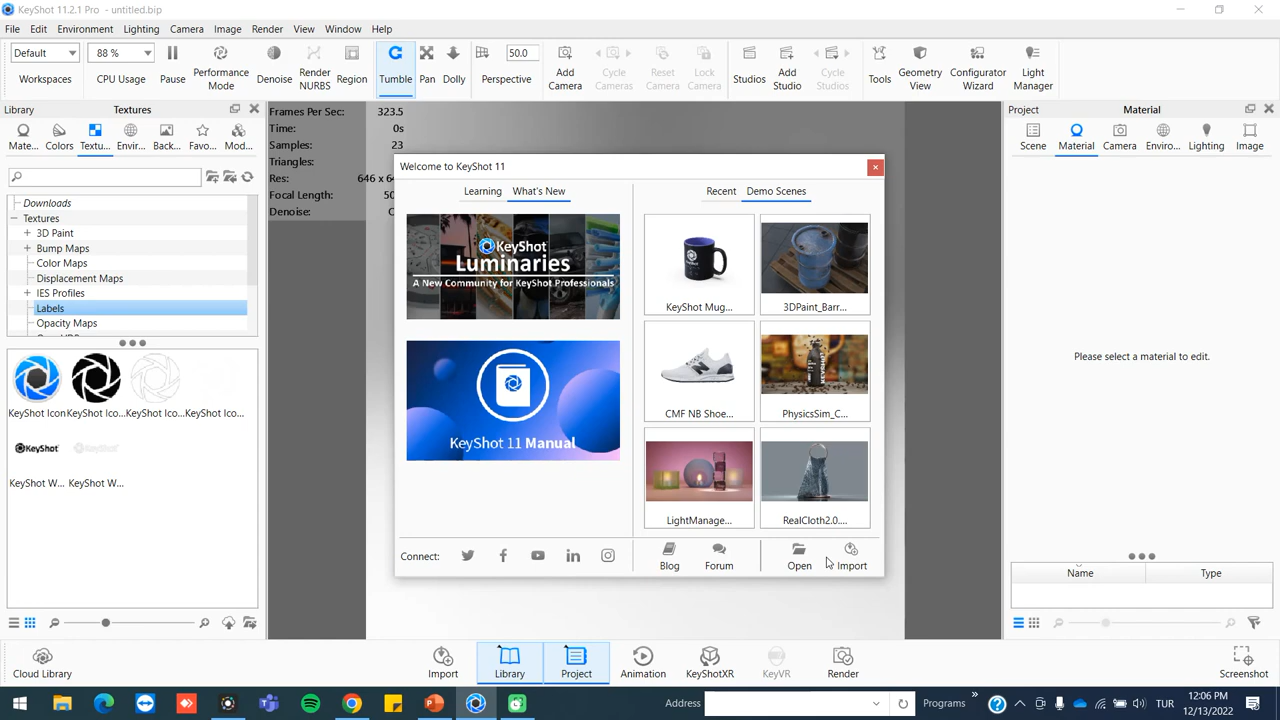 KeyShot 11.2.1 Pro - untitled.bip
File Edit Environment Lighting Camera Image Render View Window Help
Default 88 % 50.0
Workspaces CPU Usage Pause Performance Mode Denoise Render NURBS Region Tumble Pan Dolly Perspective Add Camera Cycle Cameras Reset Camera Lock Camera Studios Add Studio Cycle Studios Tools Geometry View Configurator Wizard Light Manager
Library Textures
Mate... Colors Textu... Envir... Back... Favo... Mod...
Downloads
Textures
3D Paint
Bump Maps
Color Maps
Displacement Maps
IES Profiles
Labels
Opacity Maps
KeyShot Icon KeyShot Ico... KeyShot Ico... KeyShot Ico...
KeyShot
KeyShot W... KeyShot W...
Frames Per Sec: 323.5
Time: 0s
Samples: 23
Triangles:
Res: 646 x 6
Focal Length: 50
Denoise:
Welcome to KeyShot 11
Learning What's New
KeyShot
Luminaries
A New Community for KeyShot Professionals
KeyShot 11 Manual
Recent Demo Scenes
KeyShot Mug... 3DPaint_Barr...
CMF NB Shoe... PhysicsSim_C...
LightManage... RealCloth2.0....
Connect: Blog Forum Open Import
Project Material
Scene Material Camera Enviro... Lighting Image
Please select a material to edit.
Name Type
Cloud Library Import Library Project Animation KeyShotXR KeyVR Render Screenshot
Address Programs » TUR 12:06 PM
12/13/2022